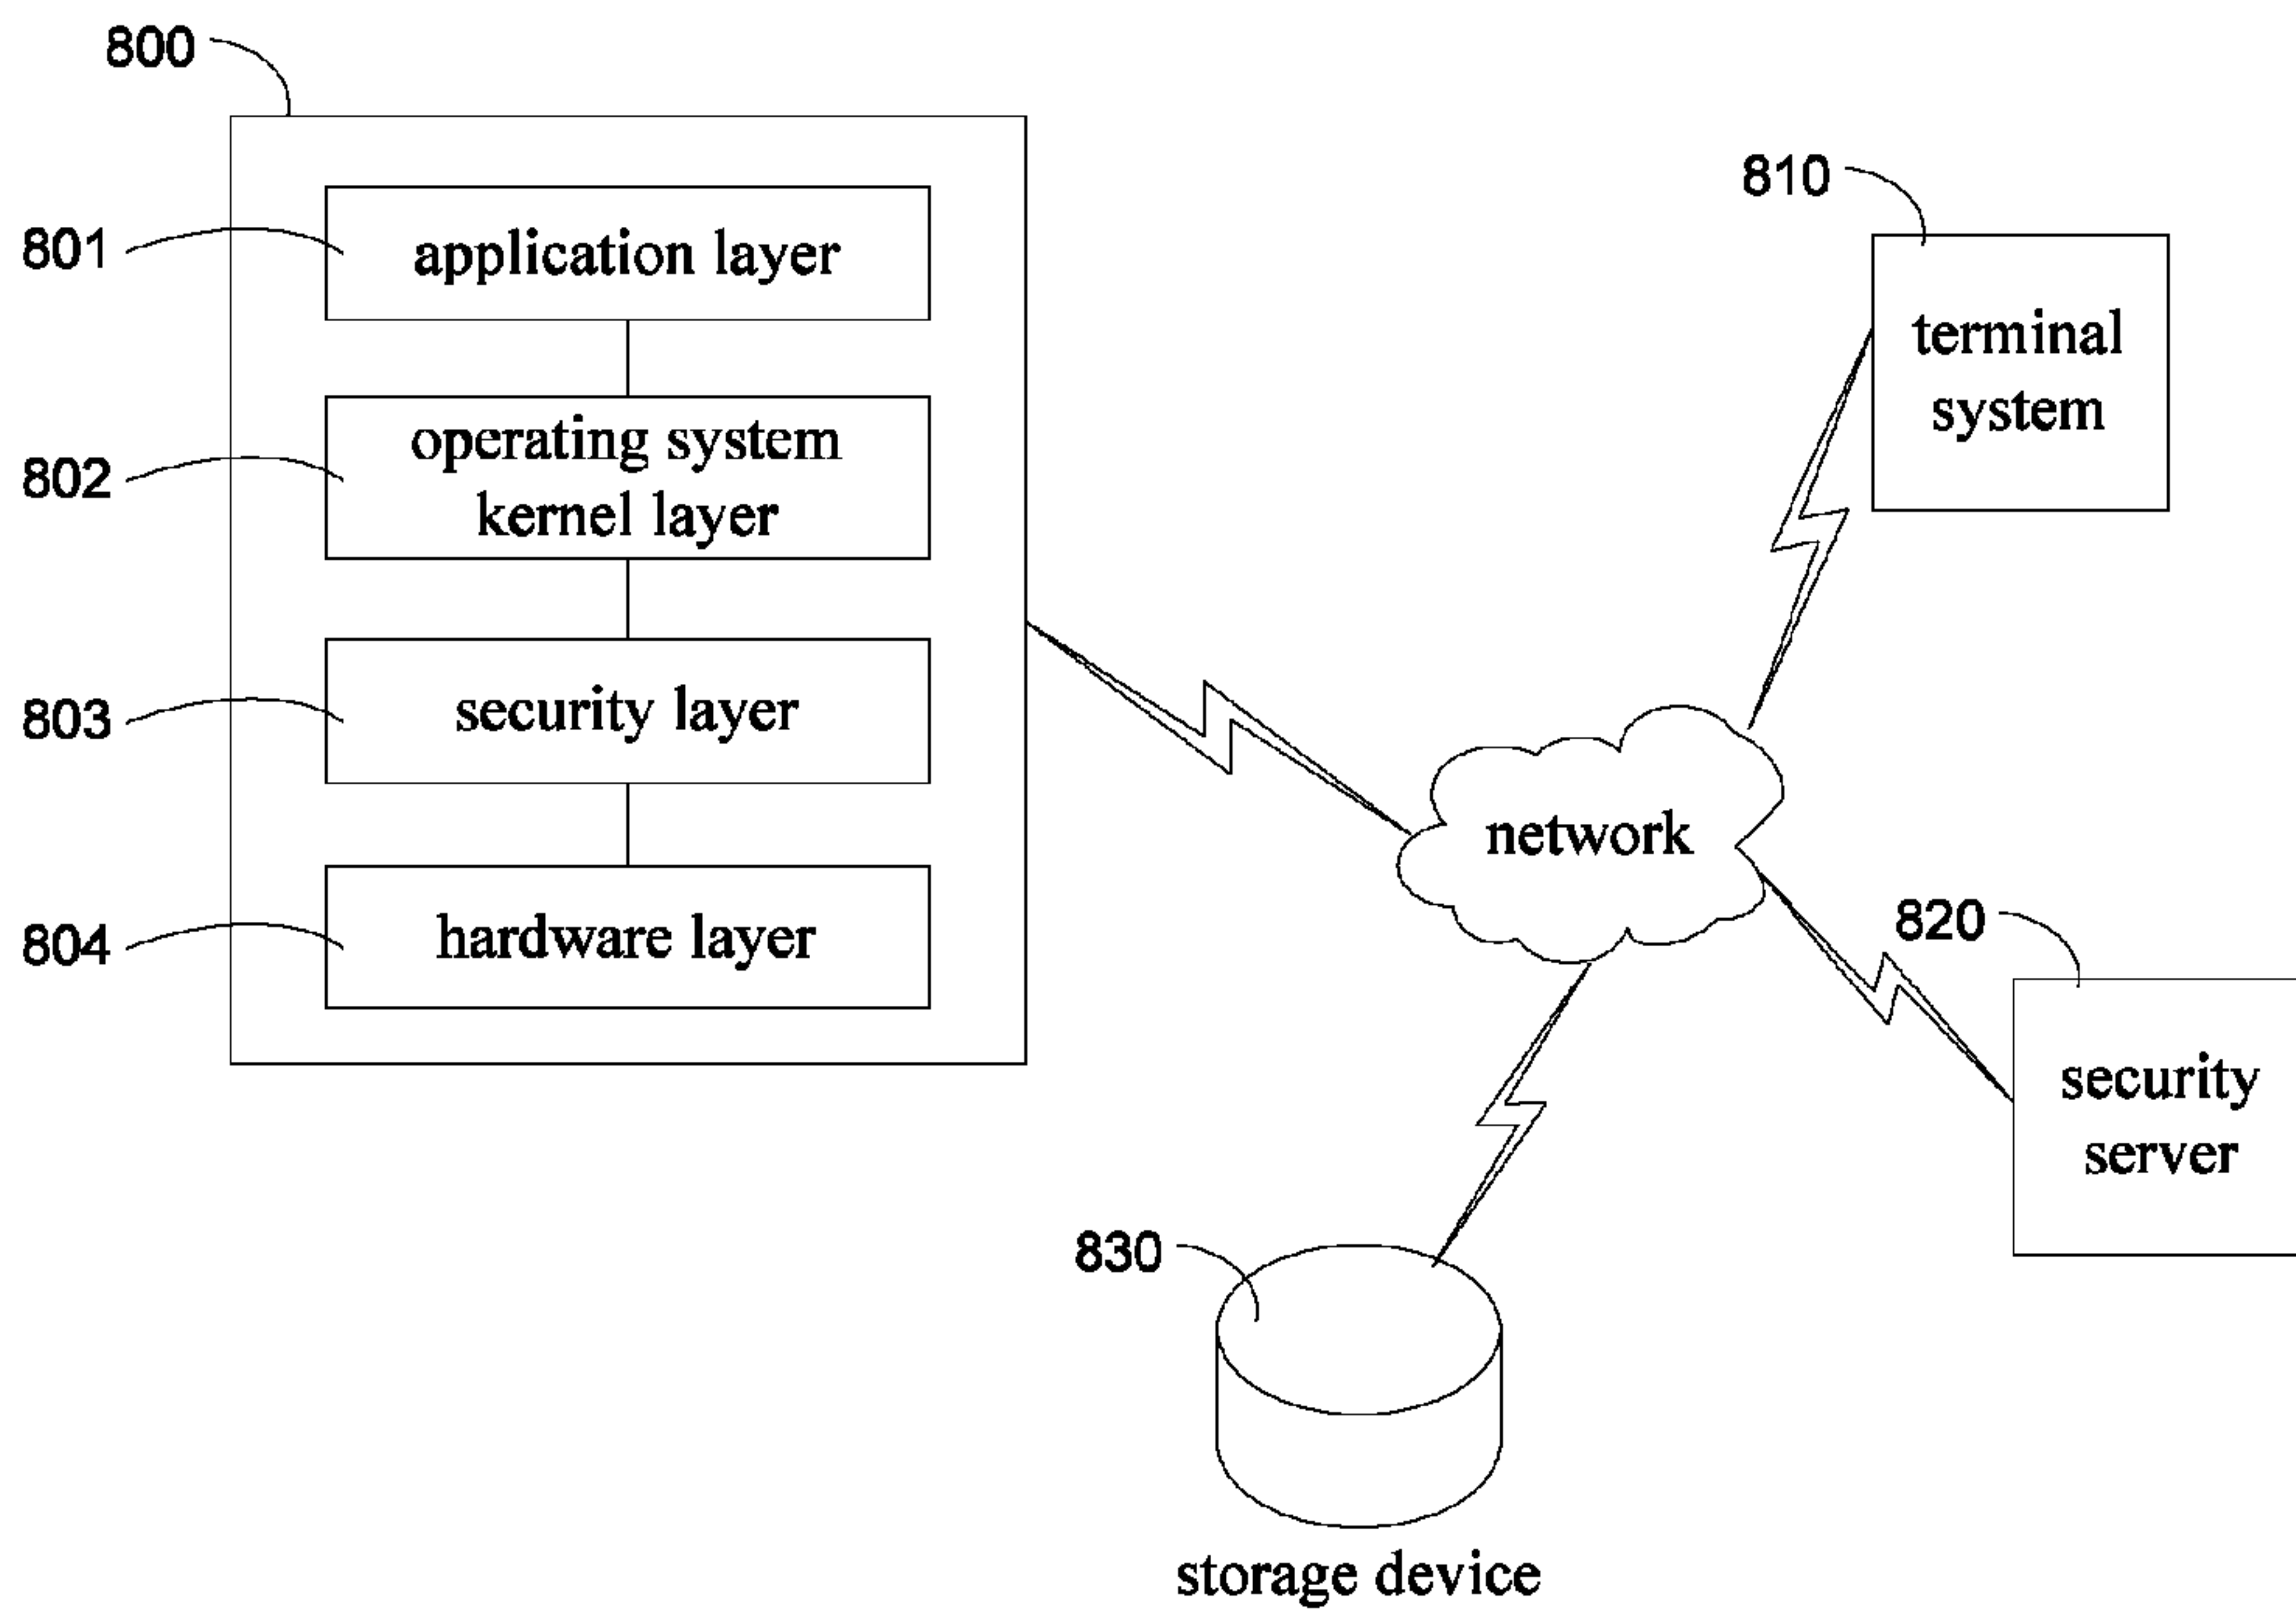 800
801
application layer
802
operating system
kernel layer
803
security layer
804
hardware layer
810
terminal
system
network
820
security
server
830
storage device